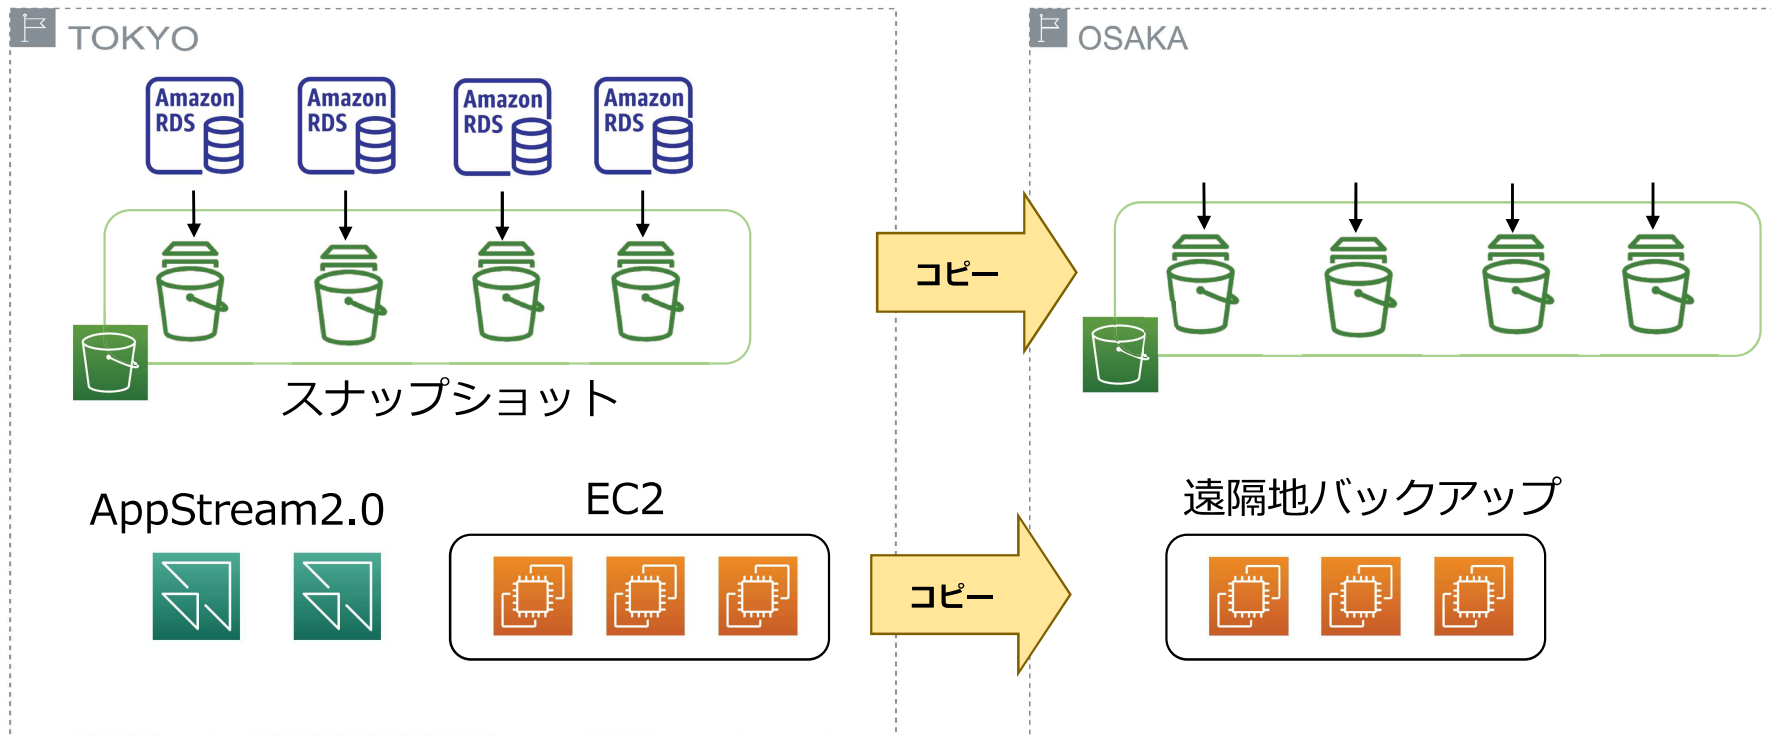 TOKYO
OSAKA
Amazon
RDS
Amazon
RDS
Amazon
RDS
Amazon
RDS
コピー
スナップショット
AppStream2.0
EC2
遠隔地バックアップ
コピー